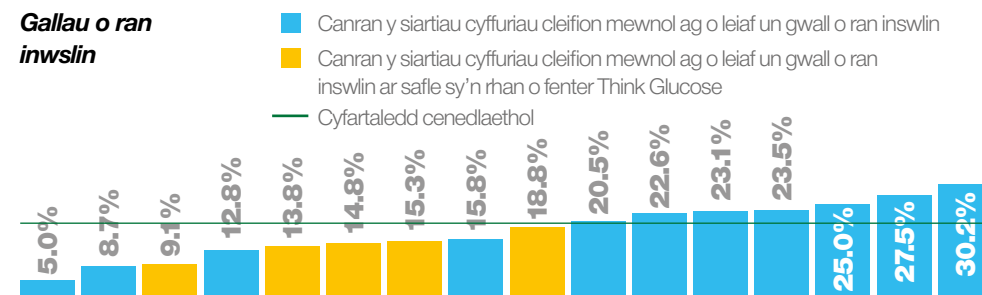 Gallau o ran
inwslin
Canran y siartiau cyffuriau cleifion mewnol ag o leiaf un gwall o ran inswlin
Canran y siartiau cyffuriau cleifion mewnol ag o leiaf un gwall o ran
inswlin ar safle sy’n rhan o fenter Think Glucose
Cyfartaledd cenedlaethol
5.0%
8.7%
9.1%
12.8%
13.8%
14.8%
15.3%
15.8%
18.8%
20.5%
22.6%
23.1%
23.5%
25.0%
27.5%
30.2%